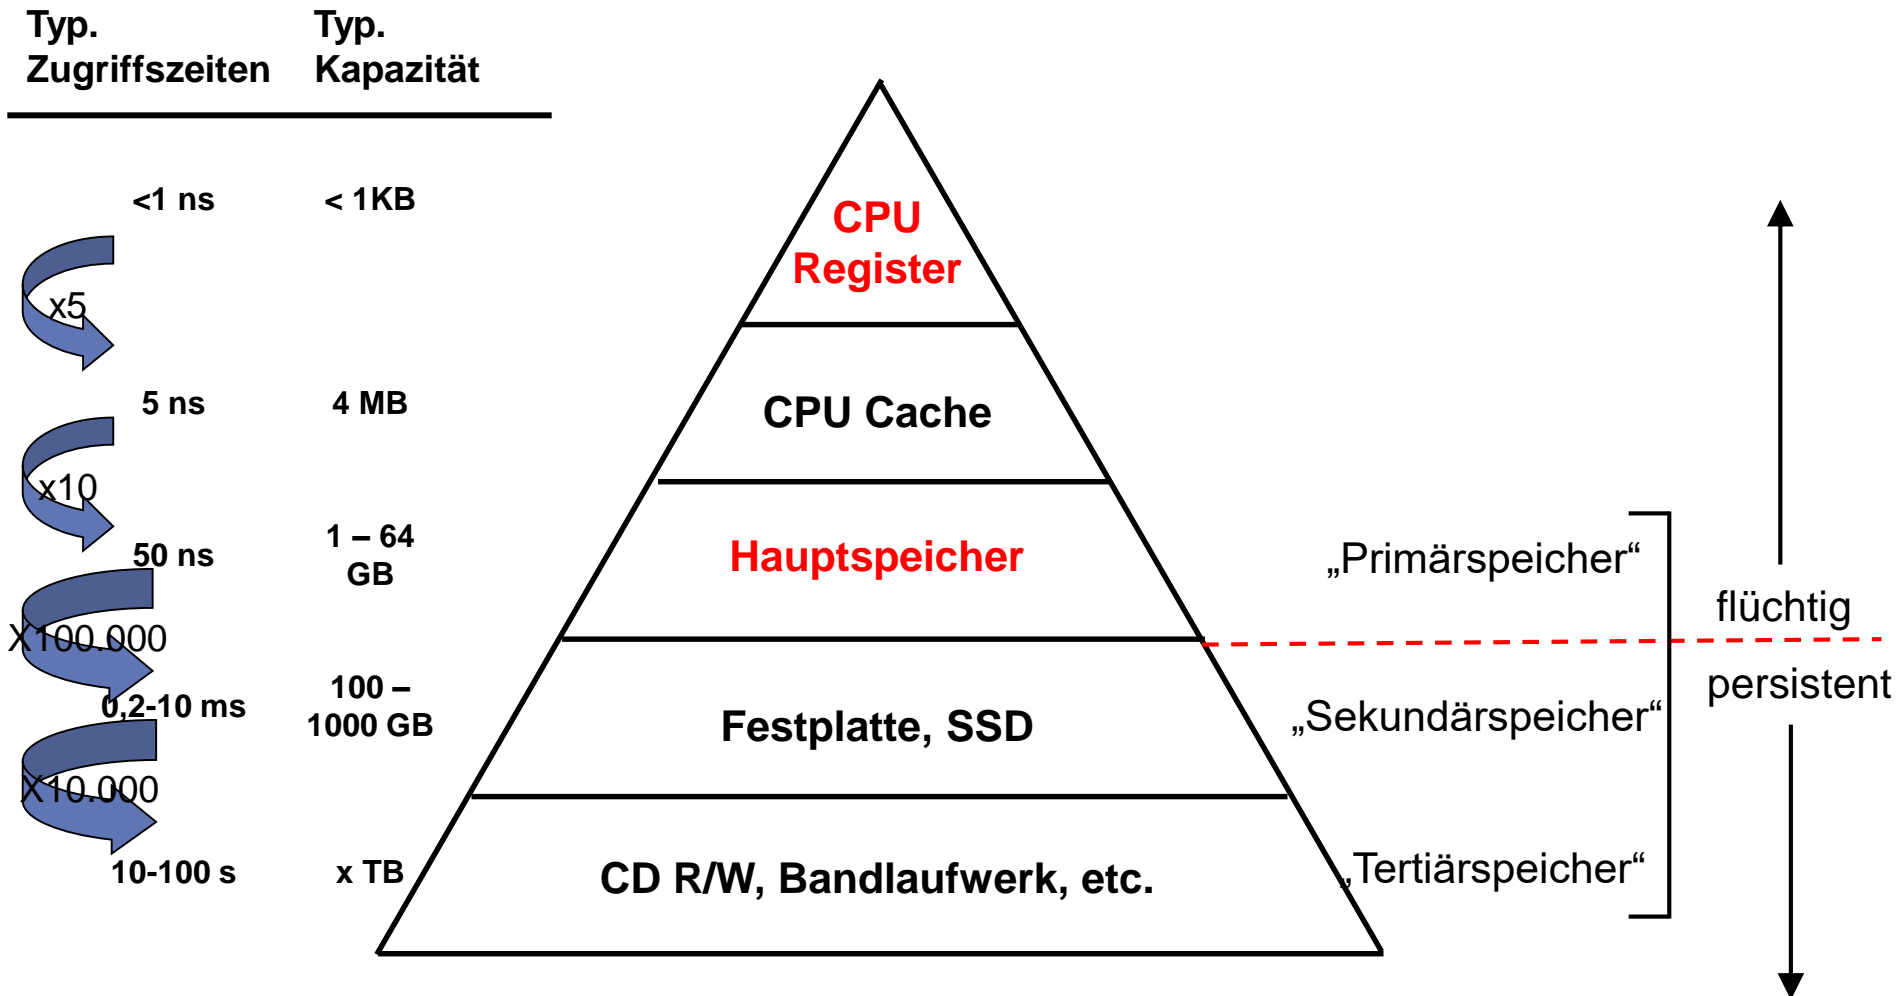 Typ.
Zugriffszeiten
Typ.
Kapazität
<1 ns
< 1KB
CPU
Register
x5
5 ns
4 MB
CPU Cache
x10
50 ns
1 – 64
GB
Hauptspeicher
„Primärspeicher“
flüchtig
X100.000
persistent
0,2-10 ms
100 –
1000 GB
Festplatte, SSD
„Sekundärspeicher“
X10.000
10-100 s
x TB
CD R/W, Bandlaufwerk, etc.
„Tertiärspeicher“